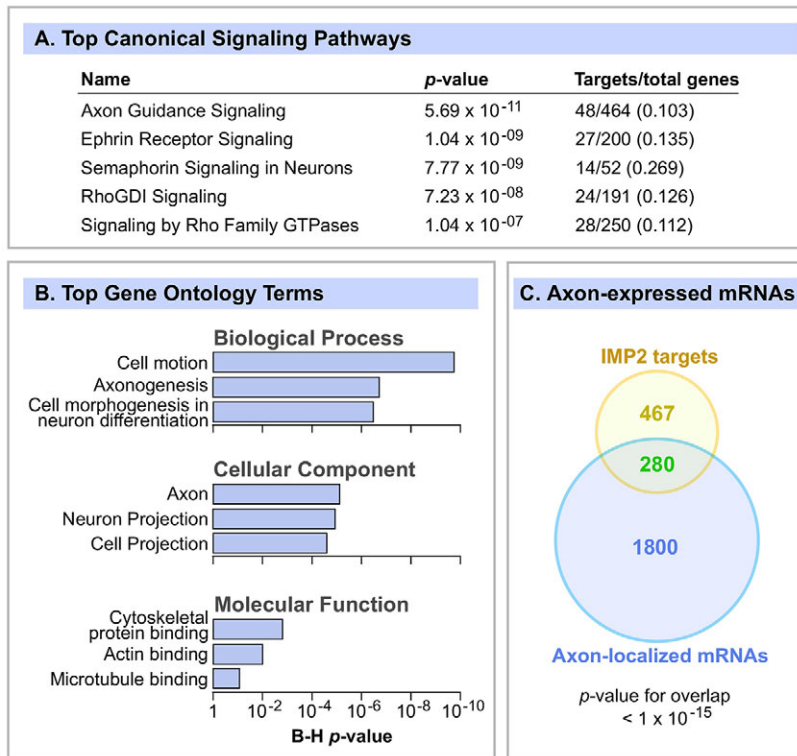 A. Top Canonical Signaling Pathways
Name p-value Targets/total genes
Axon Guidance Signaling 5.69 x 10-11 48/464 (0.103)
Ephrin Receptor Signaling 1.04 x 10-09 27/200 (0.135)
Semaphorin Signaling in Neurons 7.77 x 10-09 14/52 (0.269)
RhoGDI Signaling 7.23 x 10-08 24/191 (0.126)
Signaling by Rho Family GTPases 1.04 x 10-07 28/250 (0.112)
B. Top Gene Ontology Terms
Biological Process
Cell motion
Axonogenesis
Cell morphogenesis in
neuron differentiation
Cellular Component
Axon
Neuron Projection
Cell Projection
Molecular Function
Cytoskeletal
protein binding
Actin binding
Microtubule binding
1 10-2 10-4 10-6 10-8 10-10
B-H p-value
C. Axon-expressed mRNAs
IMP2 targets
467
280
1800
Axon-localized mRNAs
p-value for overlap
< 1 x 10-15